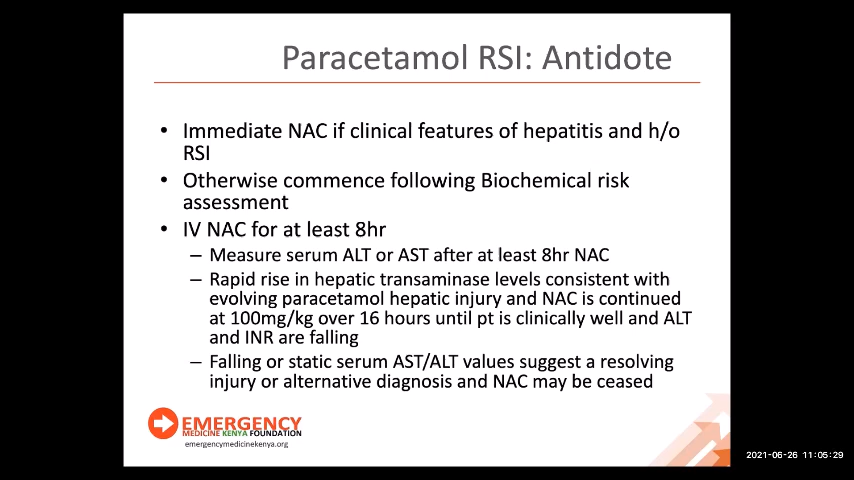 Paracetamol RSI: Antidote
• Immediate NAC if clinical features of hepatitis and h/o
RSI
• Otherwise commence following Biochemical risk
assessment
• IV NAC for at least 8hr
– Measure serum ALT or AST after at least 8hr NAC
– Rapid rise in hepatic transaminase levels consistent with
evolving paracetamol hepatic injury and NAC is continued
at 100mg/kg over 16 hours until pt is clinically well and ALT
and INR are falling
– Falling or static serum AST/ALT values suggest a resolving
injury or alternative diagnosis and NAC may be ceased
EMERGENCY
MEDICINE KENYA FOUNDATION
emergencymedicinekenya.org
2021-06-26 11:05:29